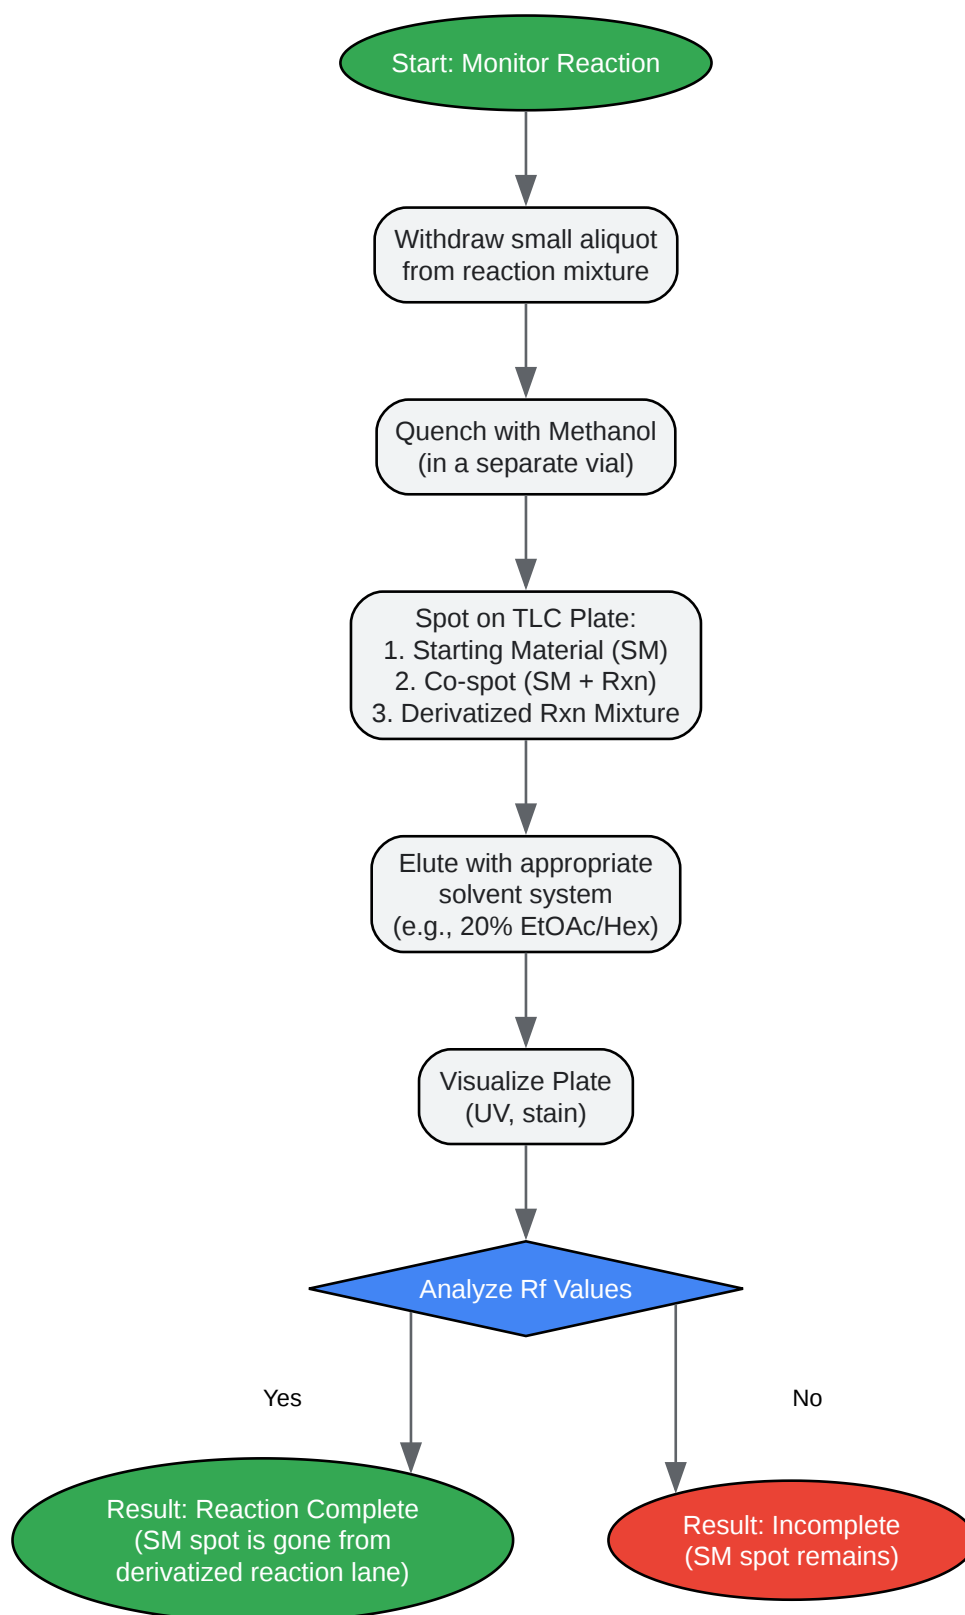 Start: Monitor Reaction
Withdraw small aliquot
from reaction mixture
Quench with Methanol
(in a separate vial)
Spot on TLC Plate:
1. Starting Material (SM)
2. Co-spot (SM + Rxn)
3. Derivatized Rxn Mixture
Elute with appropriate
solvent system
(e.g., 20% EtOAc/Hex)
Visualize Plate
(UV, stain)
Analyze Rf Values
Yes
No
Result: Reaction Complete
(SM spot is gone from
derivatized reaction lane)
Result: Incomplete
(SM spot remains)